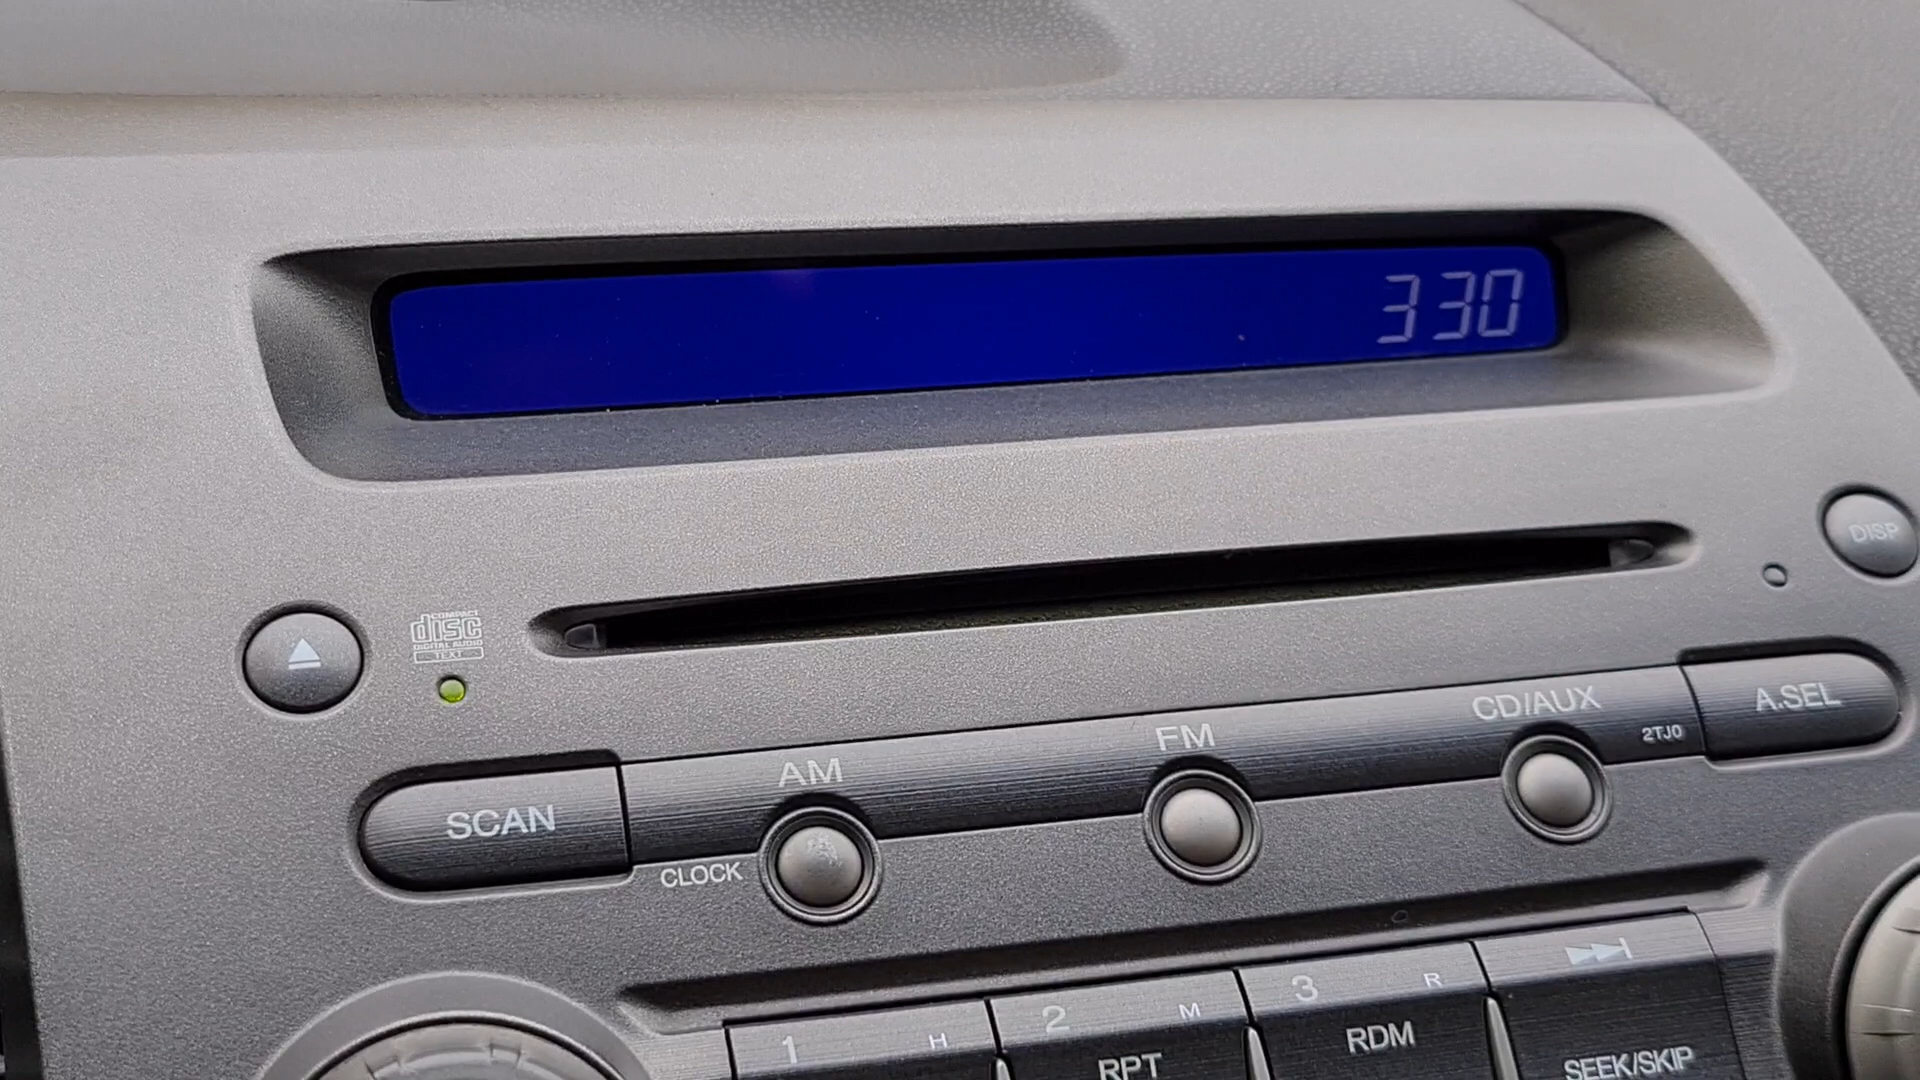 330
DISP
COMPACT
disc
DIGITAL AUDIO
TEXT
CD/AUX
A.SEL
2TJ0
FM
AM
SCAN
CLOCK
1 H
2 M
3 R
RPT
RDM
SEEK/SKIP